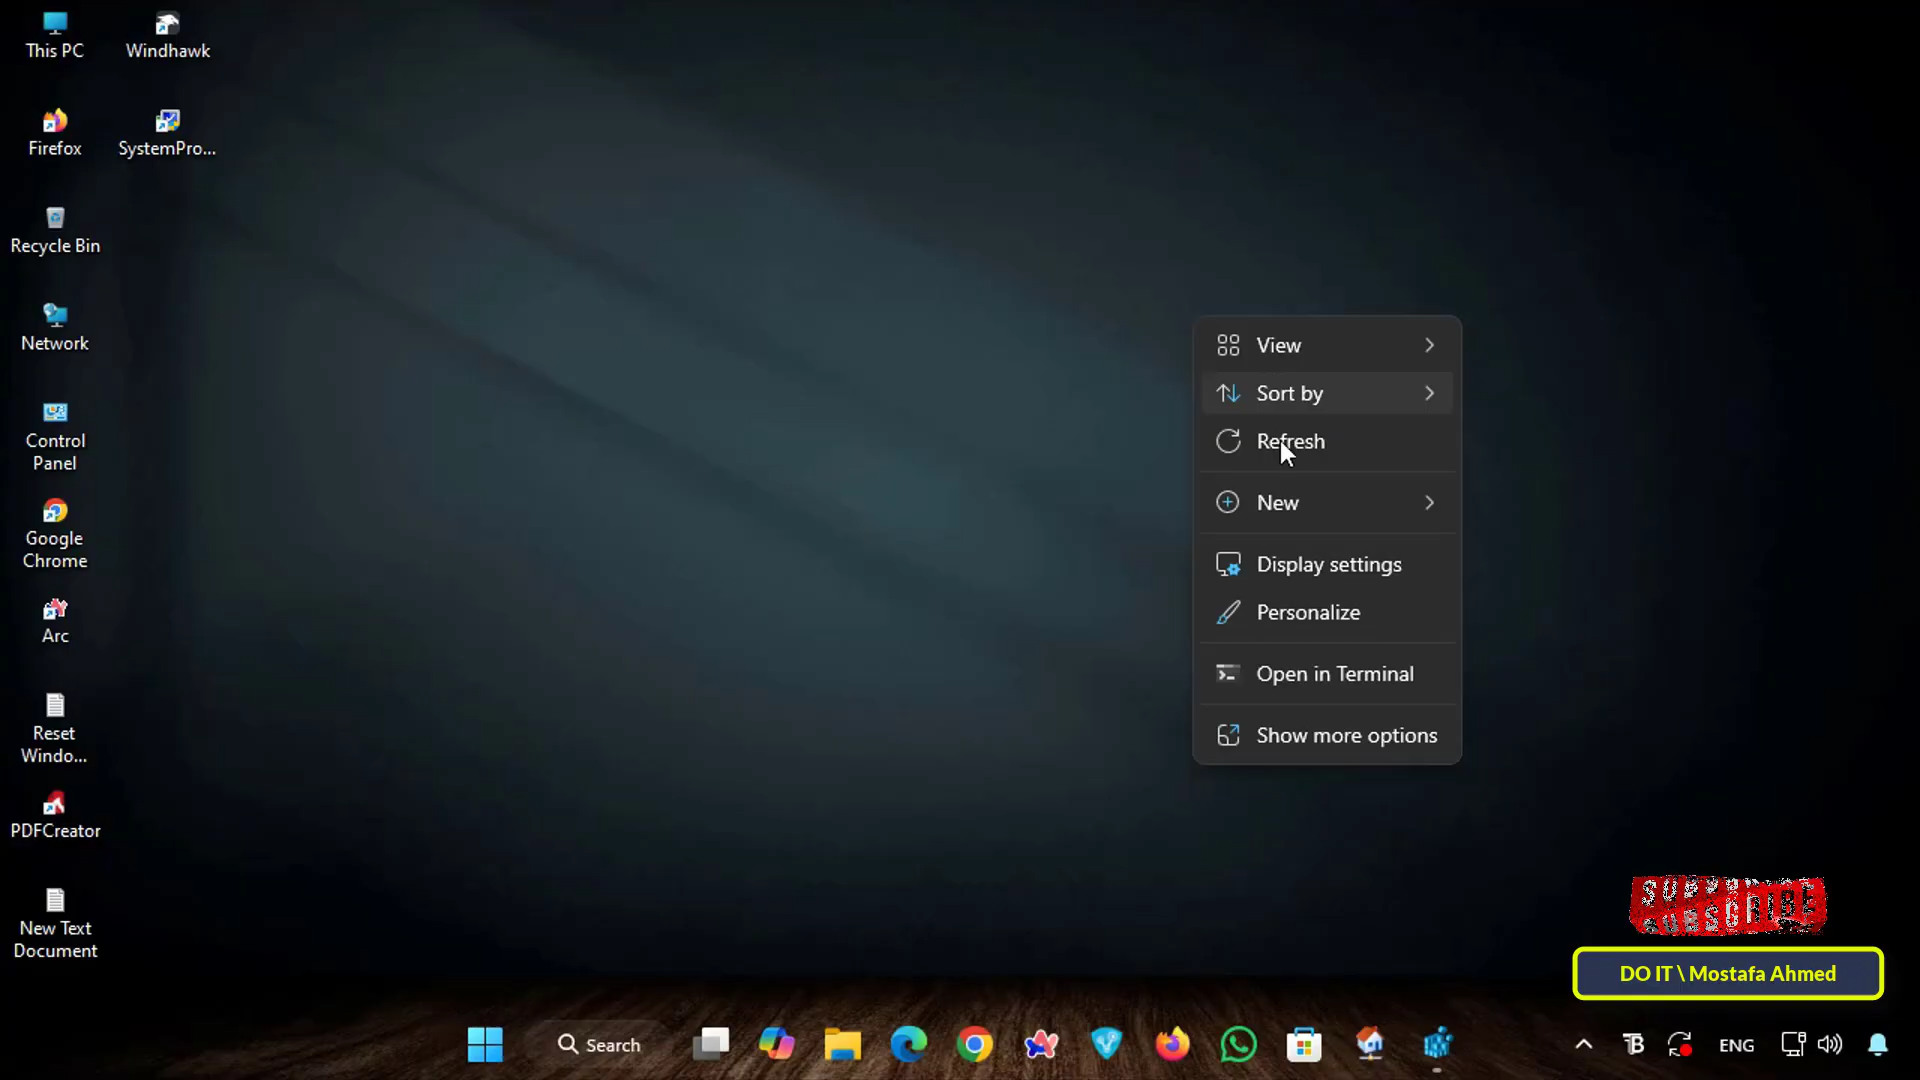 This PC
Windhawk
Firefox
SystemPro...
Recycle Bin
Network
Control
Panel
Google
Chrome
Arc
Reset
Windo...
PDFCreator
New Text
Document
View
Sort by
Refresh
New
Display settings
Personalize
Open in Terminal
Show more options
SUBSCRIBE
DO IT \ Mostafa Ahmed
Search
ENG